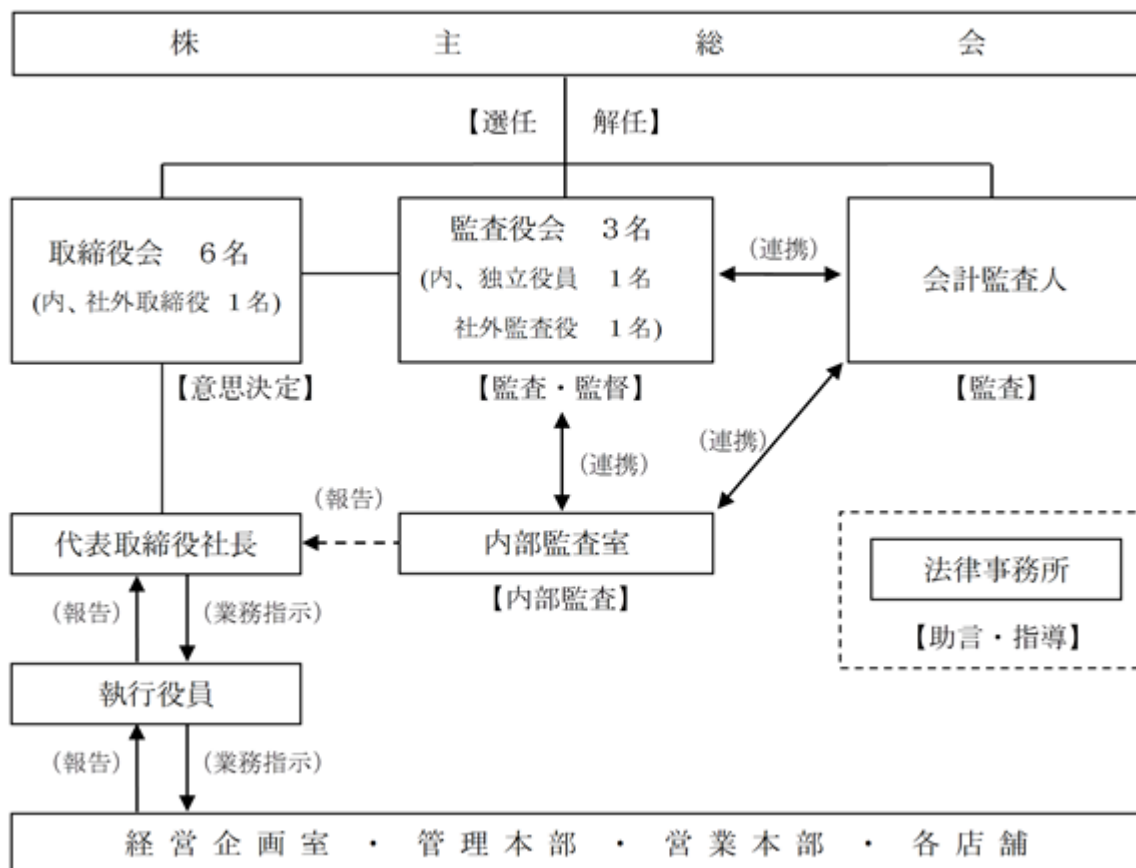 株主総会
【選任 解任】
取締役会 6名
(内、社外取締役 1名)
【意思決定】
監査役会 3名
(内、独立役員 1名
社外監査役 1名)
【監査・監督】
(連携)
会計監査人
【監査】
(連携)
(連携)
(報告)
代表取締役社長
内部監査室
【内部監査】
法律事務所
【助言・指導】
(報告)
(業務指示)
執行役員
(報告)
(業務指示)
経営企画室・管理本部・営業本部・各店舗